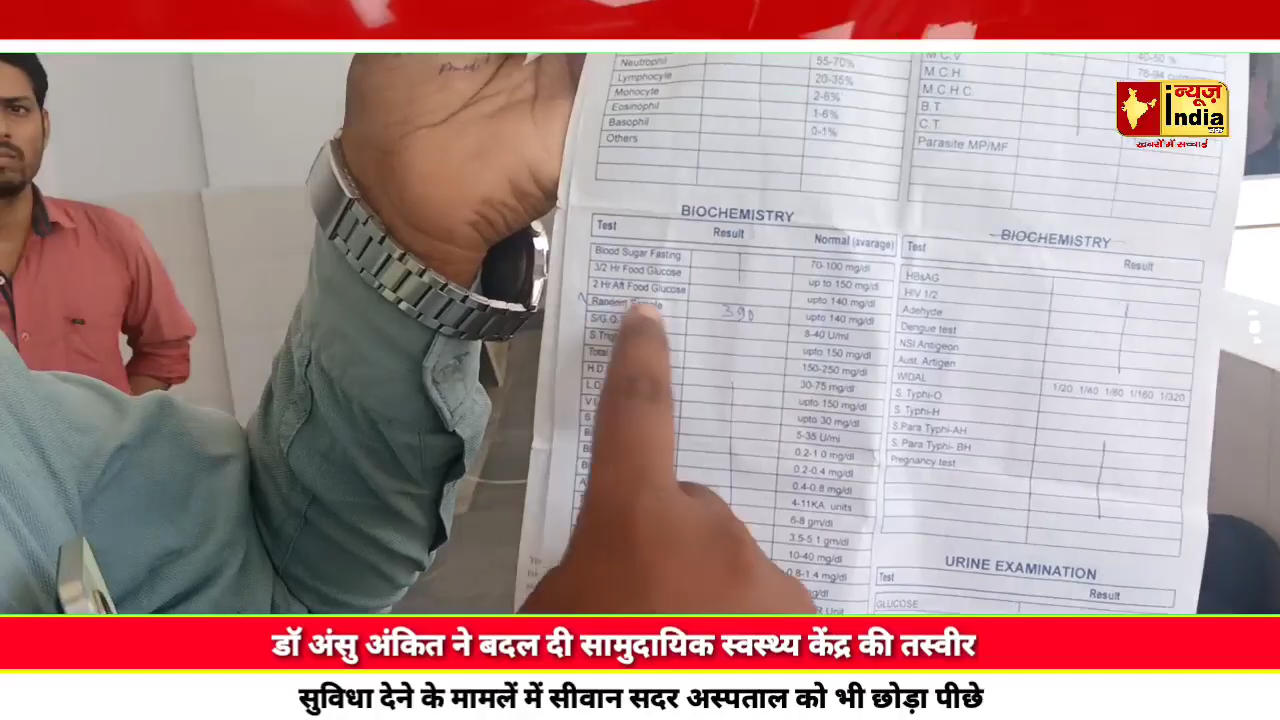 न्यूज़
india
खबरों में सच्चाई
Neutrophil 55-70%
Lymphocyte 20-35%
Mohocyte 2-6%
Eosinophil 1-6%
Basophil 0-1%
Others
M.C.V 
M.C.H.
M.C.H.C.
B.T
C.T
Parasite MP/MF
BIOCHEMISTRY
Test Result Normal (avarage)
Blood Sugar Fasting 70-100 mg/dl
3/2 Hr Food Glucose up to 150 mg/dl
2 Hr Aft Food Glucose upto 140 mg/dl
Random 390 upto 140 mg/dl
8-40 U/ml
upto 150 mg/dl
150-250 mg/dl
30-75 mg/dl
upto 150 mg/dl
upto 30 mg/dl
5-35 U/ml
0.2-1.0 mg/dl
0.2-0.4 mg/dl
0.4-0.8 mg/dl
4-11KA units
6-8 gm/dl
3.5-5.1 gm/dl
10-40 mg/dl
0.8-1.4 mg/dl
BIOCHEMISTRY
Test Result
HBsAG
HIV 1/2
Adehyde
Dengue test
NSI Antigeon
Aust. Artigen
WIDAL 1/20 1/40 1/80 1/160 1/320
S. Typhi-O
S. Typhi-H
S.Para Typhi-AH
S. Para Typhi- BH
Pregnancy test
URINE EXAMINATION
Test Result
GLUCOSE
डॉ अंसु अंकित ने बदल दी सामुदायिक स्वस्थ्य केंद्र की तस्वीर
सुविधा देने के मामलें में सीवान सदर अस्पताल को भी छोड़ा पीछे